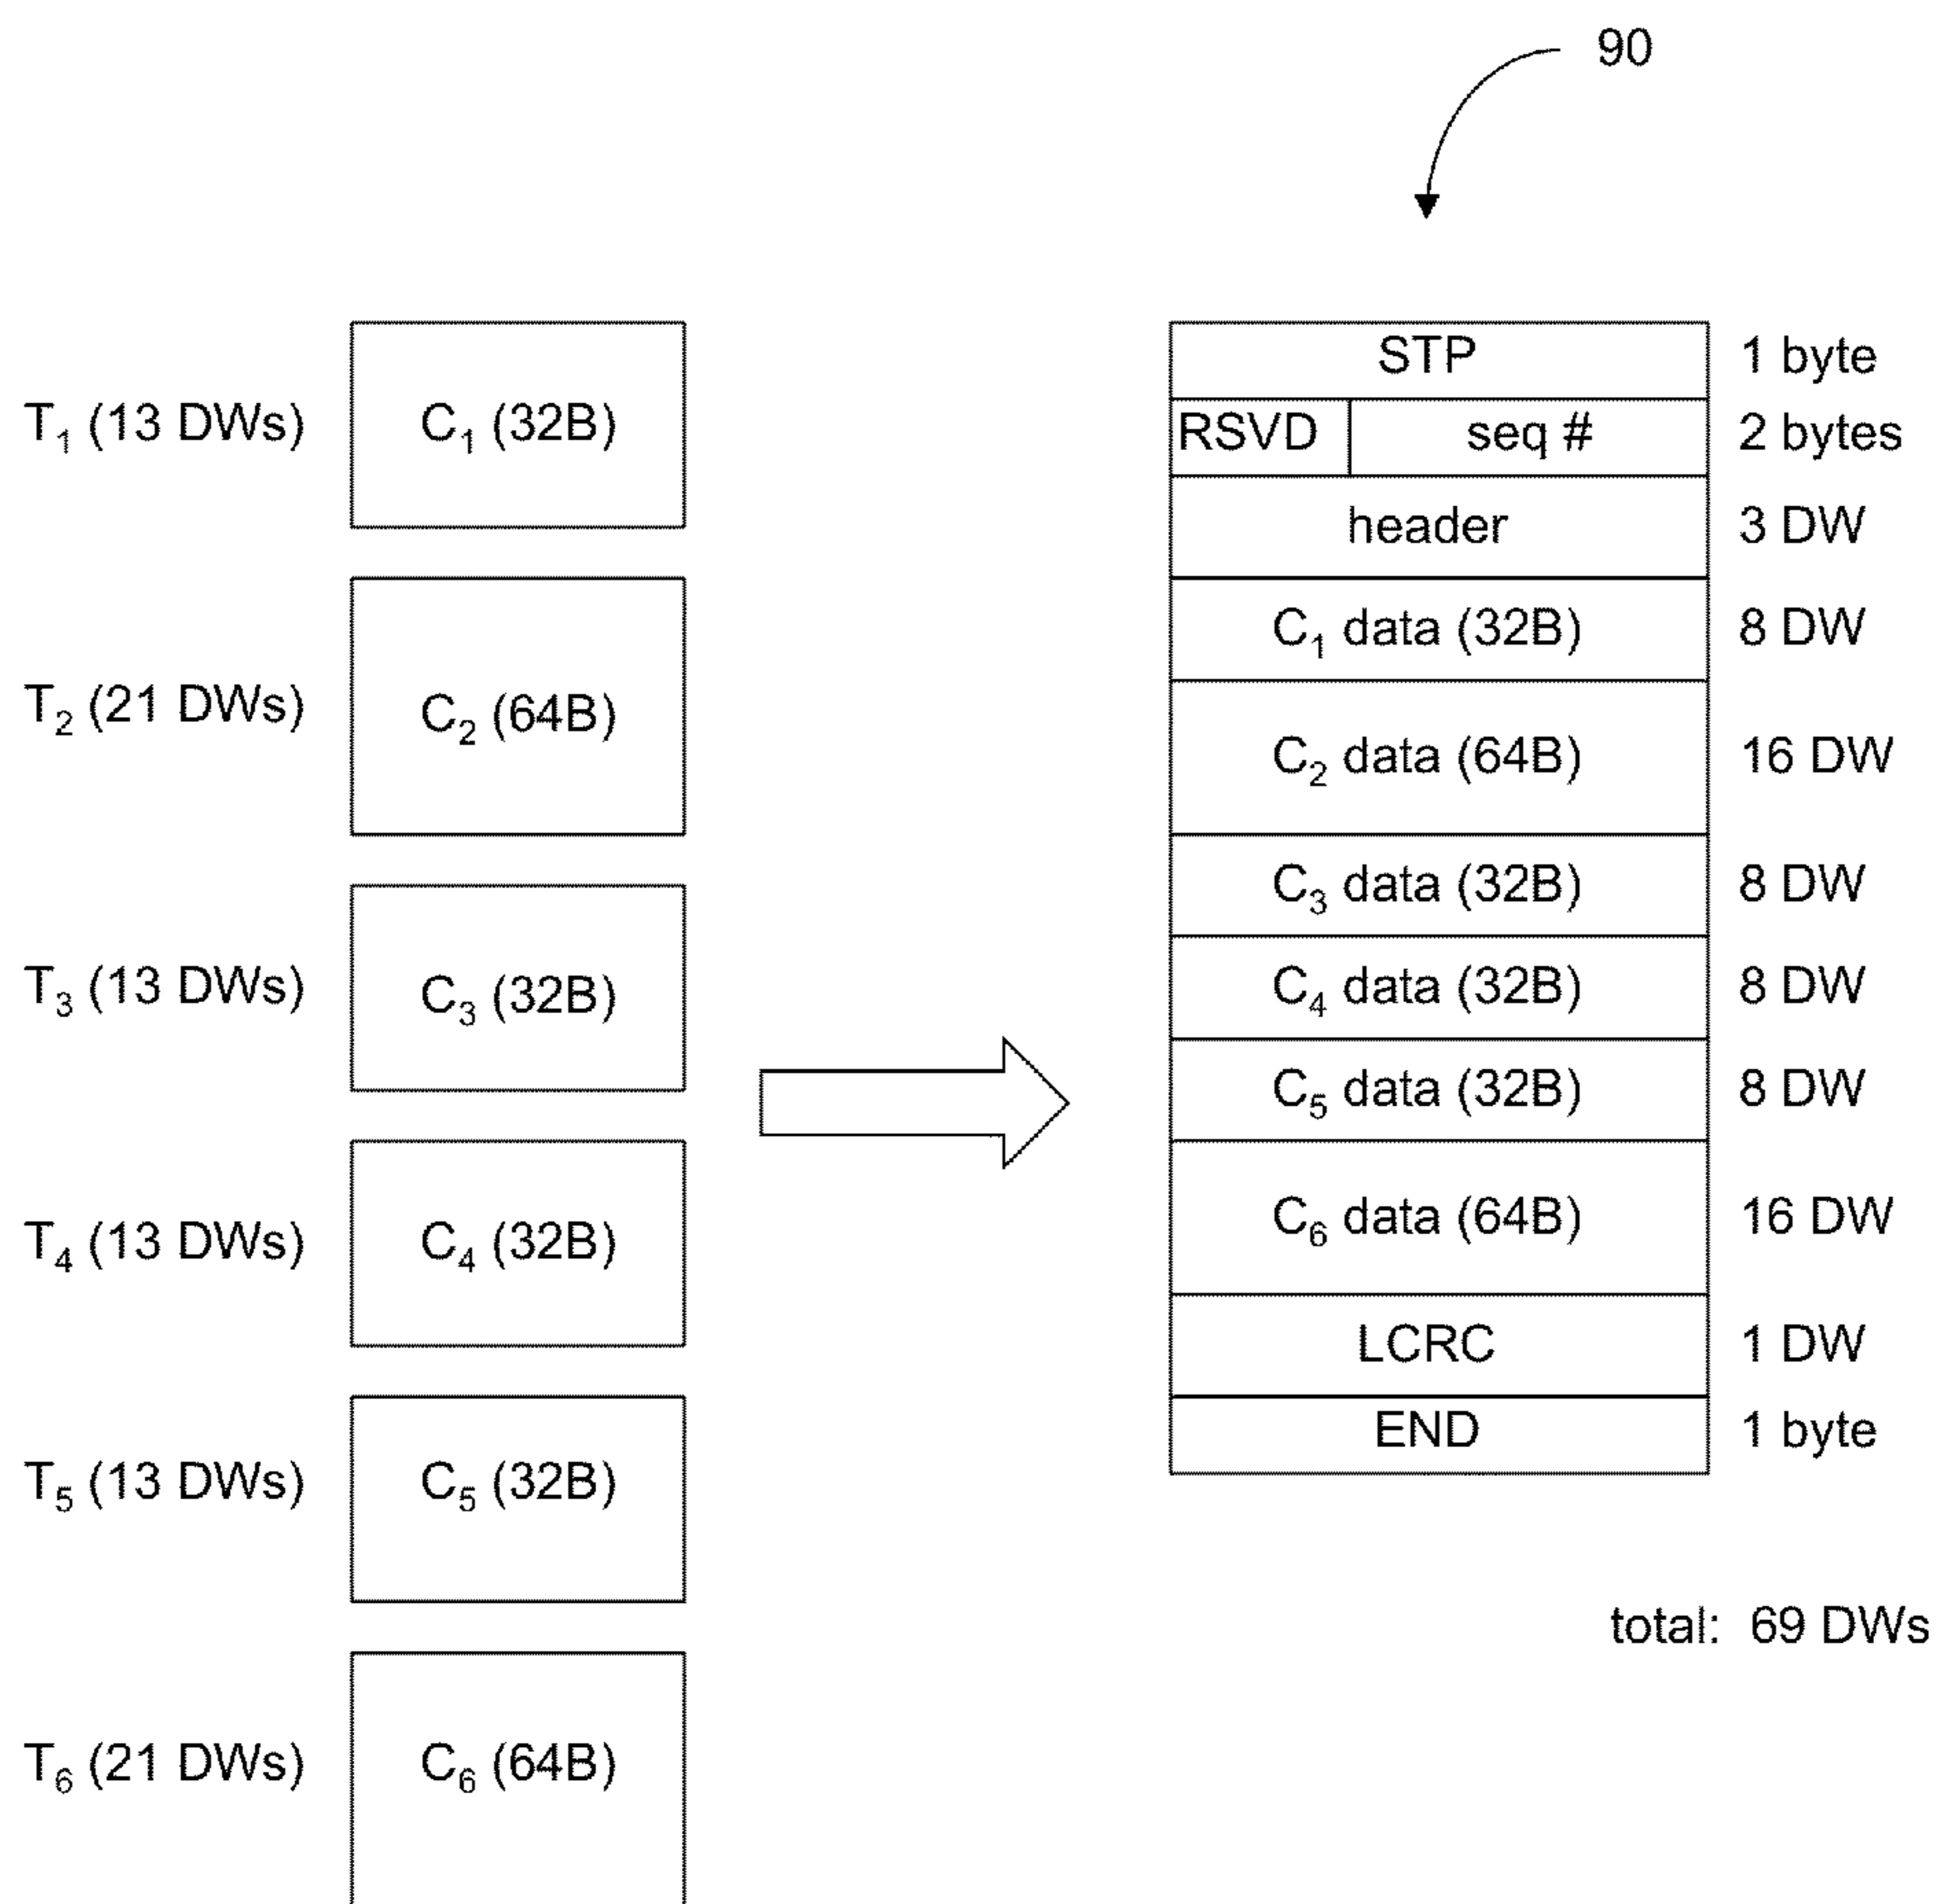 90
T₁ (13 DWs)
C₁ (32B)
T₂ (21 DWs)
C₂ (64B)
T₃ (13 DWs)
C₃ (32B)
T₄ (13 DWs)
C₄ (32B)
T₅ (13 DWs)
C₅ (32B)
T₆ (21 DWs)
C₆ (64B)
STP 1 byte
RSVD seq # 2 bytes
header 3 DW
C₁ data (32B) 8 DW
C₂ data (64B) 16 DW
C₃ data (32B) 8 DW
C₄ data (32B) 8 DW
C₅ data (32B) 8 DW
C₆ data (64B) 16 DW
LCRC 1 DW
END 1 byte
total: 69 DWs